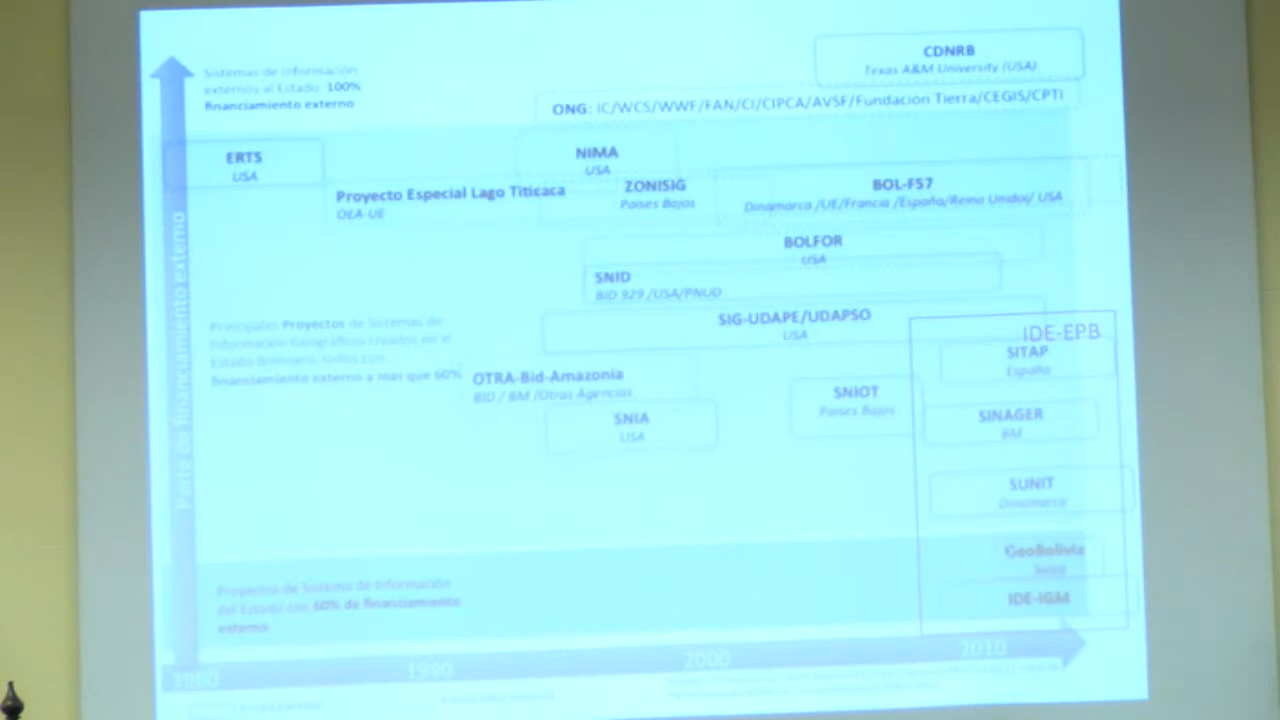 Sistemas de información
externos al Estado 100%
financiamiento externo
CDNRB
Texas A&M University (USA)
ONG: IC/WCS/WWF/FAN/CI/CIPCA/AVSF/Fundación Tierra/CEGIS/CPTI
ERTS
USA
NIMA
USA
Proyecto Especial Lago Titicaca
OEA-UE
ZONISIG
Paises Bajos
BOL-F57
Dinamarca /UE/Francia /España/Reino Unidos/ USA
BOLFOR
USA
SNID
BID 929 /USA/PNUD
SIG-UDAPE/UDAPSO
USA
IDE-EPB
SITAP
España
Principales Proyectos de Sistemas de
Información Geográficos creados en el
Estado Boliviano, todos con
financiamiento externo a mas que 60%
OTRA-Bid-Amazonia
BID / BM /Otras Agencias
SNIOT
Paises Bajos
SNIA
USA
SINAGER
BM
SUNIT
Dinamarca
GeoBolivia
Suiza
IDE-IGM
Proyectos de Sistema de Información
del Estado con 60% de financiamiento
externo
de financiamiento externo
1980
1990
2000
2010